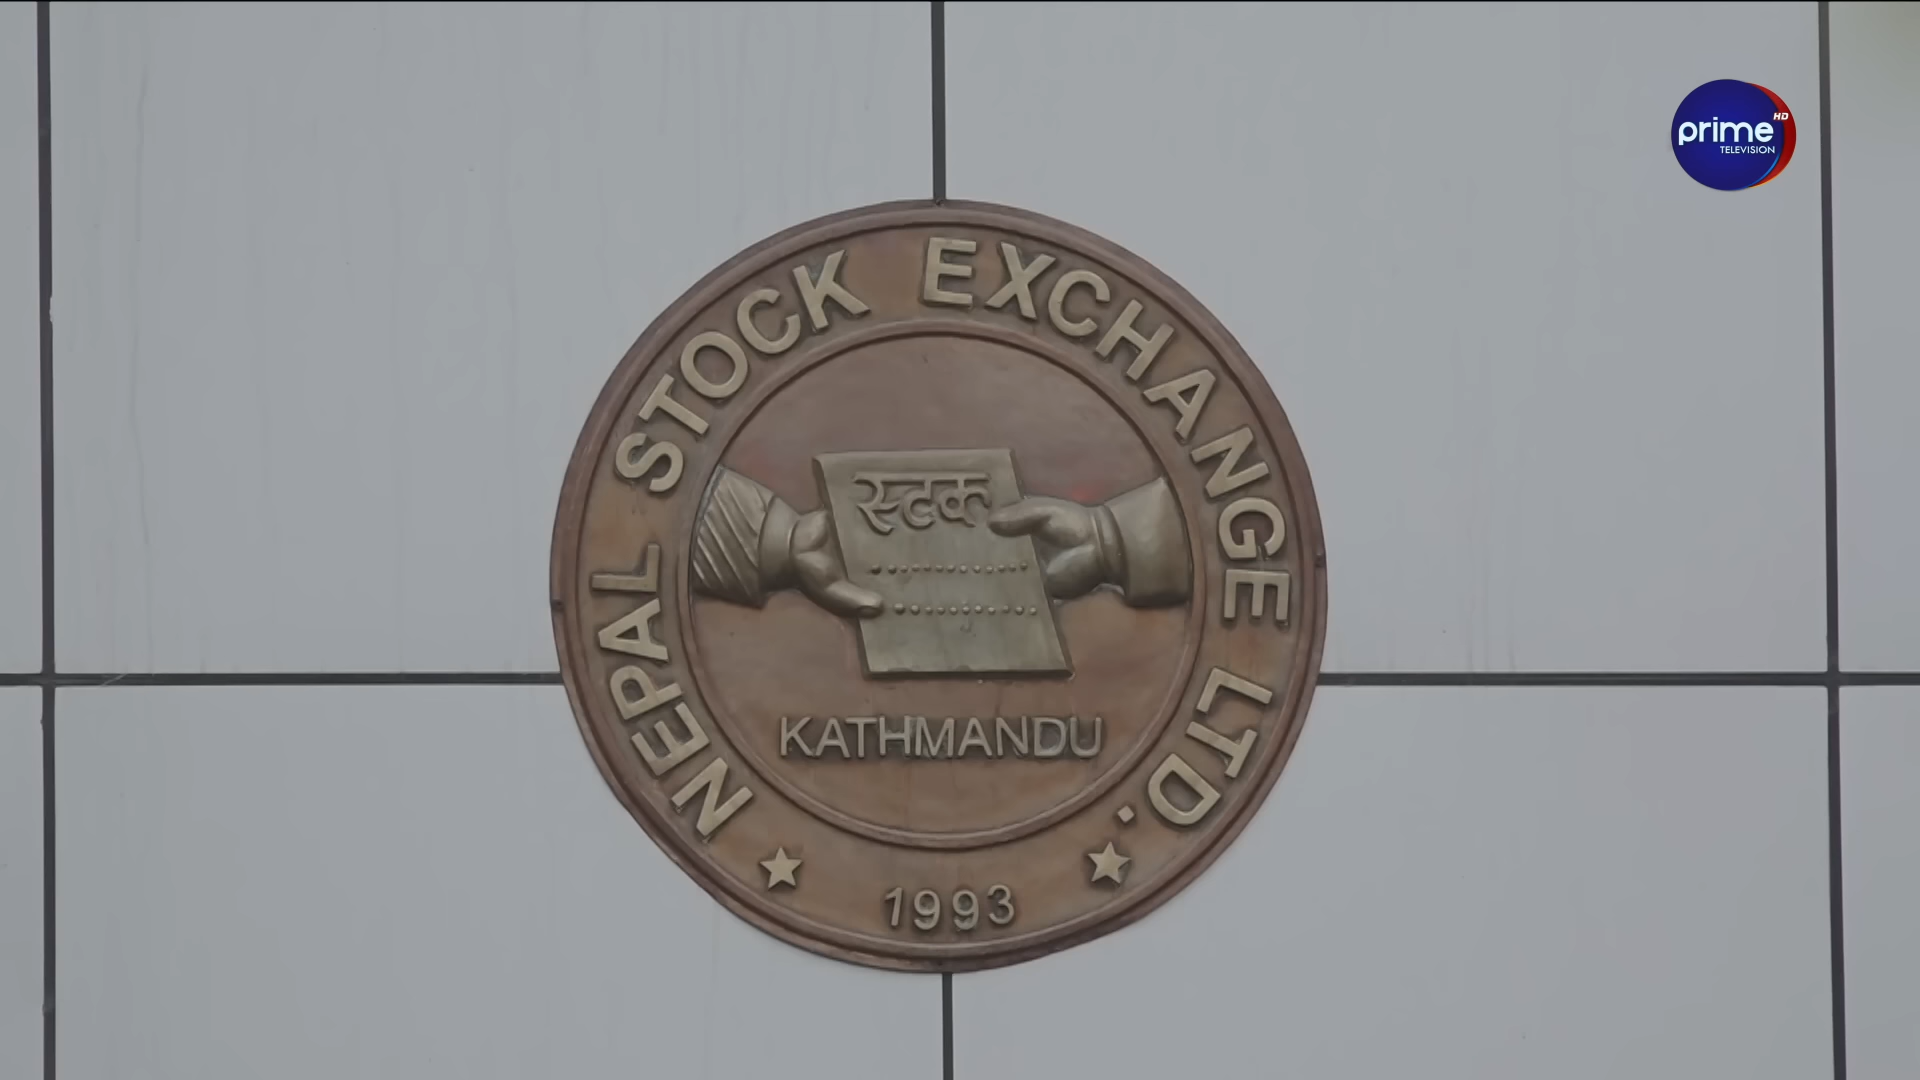 prime HD
TELEVISION
NEPAL STOCK EXCHANGE LTD.
स्टक
KATHMANDU
1993